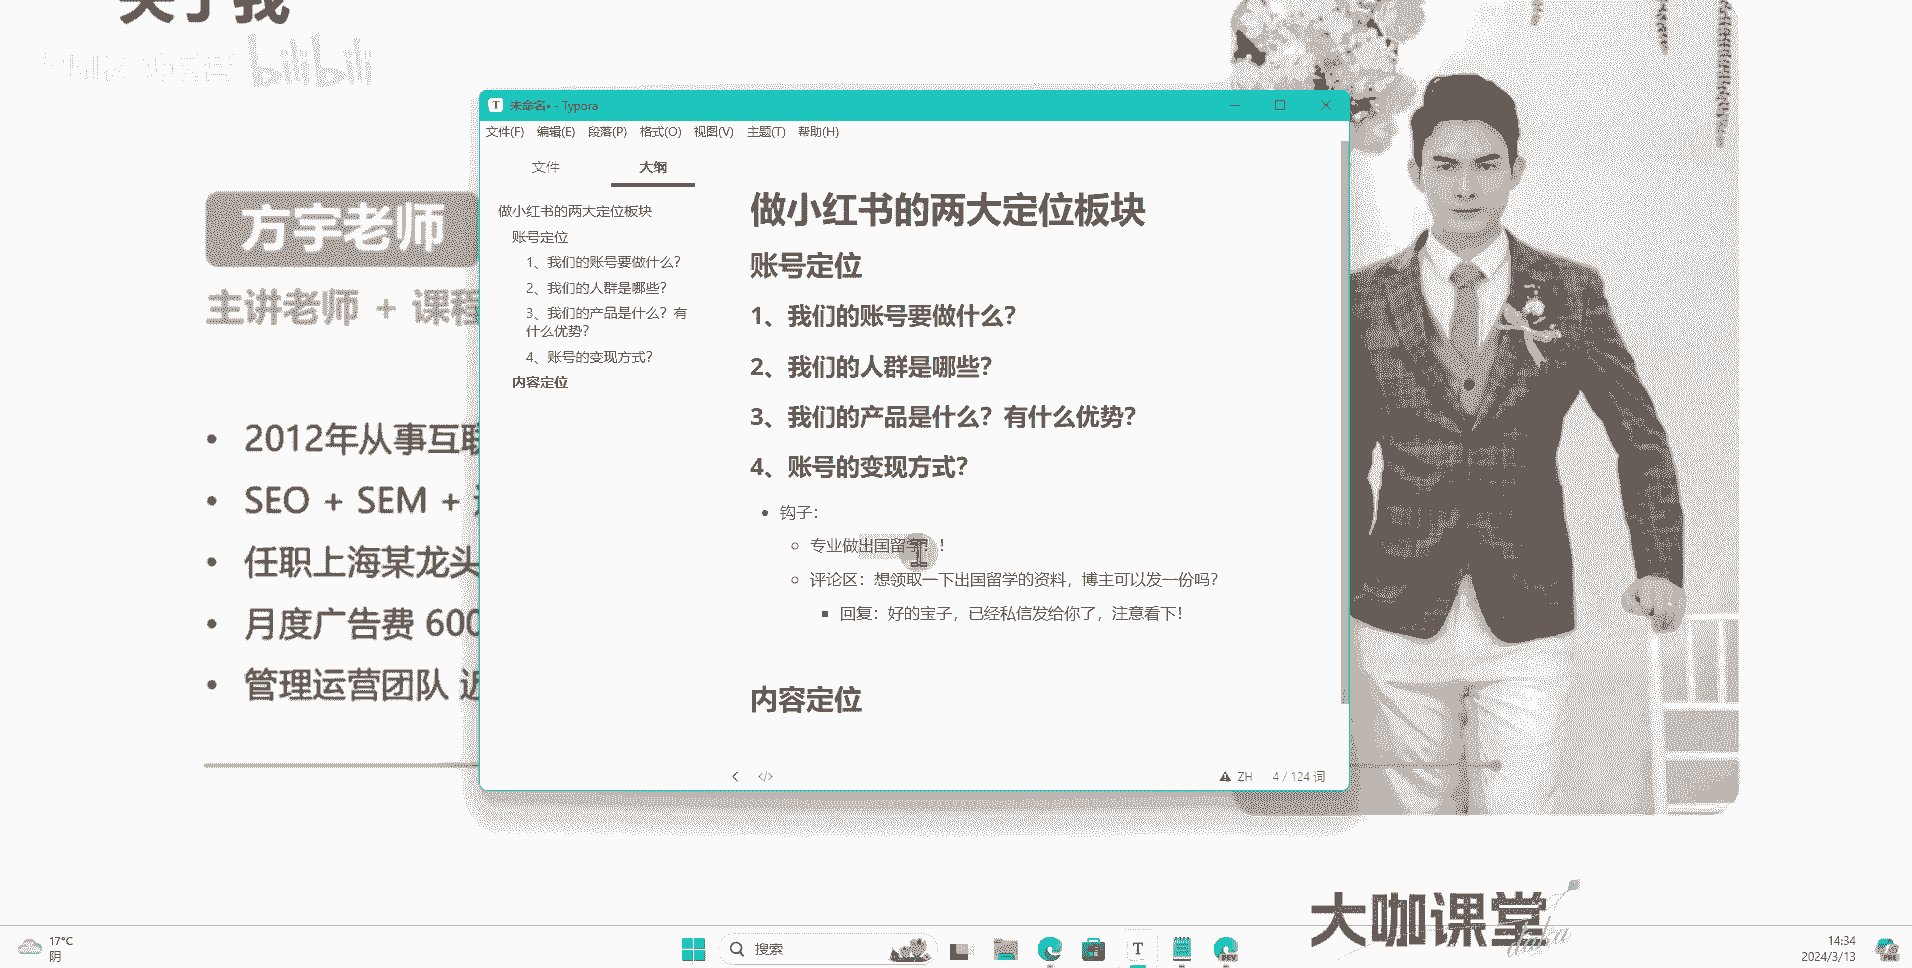 关于我
bilibili
方宇老师
主讲老师 + 课程
2012年从事互联
SEO + SEM +
任职上海某龙头
月度广告费 600
管理运营团队 近
未命名• - Typora
文件(F) 编辑(E) 段落(P) 格式(O) 视图(V) 主题(T) 帮助(H)
文件 大纲
做小红书的两大定位板块
账号定位
1、我们的账号要做什么?
2、我们的人群是哪些?
3、我们的产品是什么? 有
什么优势?
4、账号的变现方式?
内容定位
做小红书的两大定位板块
账号定位
1、我们的账号要做什么?
2、我们的人群是哪些?
3、我们的产品是什么? 有什么优势?
4、账号的变现方式?
钩子:
专业做出国留学! !
评论区: 想领取一下出国留学的资料, 博主可以发一份吗?
回复: 好的宝子, 已经私信发给你了, 注意看下!
内容定位
ZH 4 / 124 词
大咖课堂
daka
17°C
阴
搜索
14:34
2024/3/13